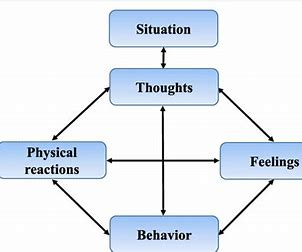 Situation
Thoughts
Physical
reactions
Feelings
Behavior